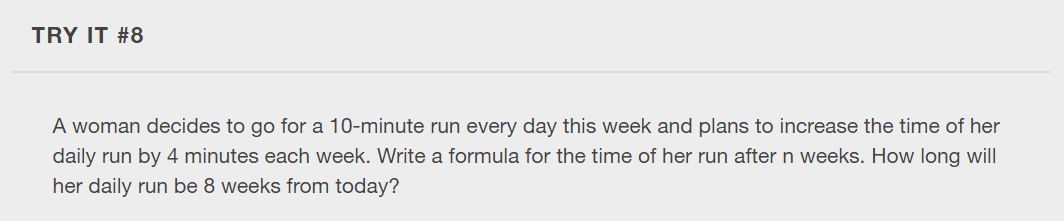 TRY IT #8
A woman decides to go for a 10-minute run every day this week and plans to increase the time of her
daily run by 4 minutes each week. Write a formula for the time of her run after n weeks. How long will
her daily run be 8 weeks from today?